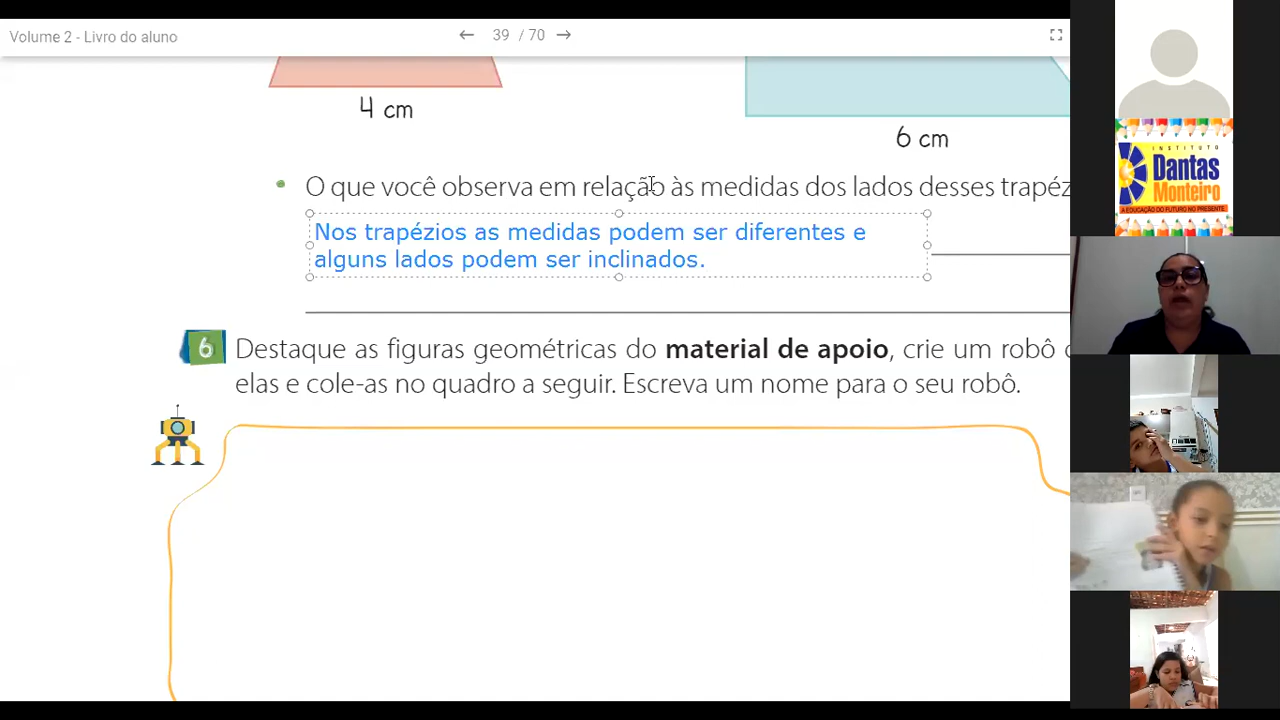 Volume 2 - Livro do aluno
39 / 70
4 cm
6 cm
O que você observa em relação às medidas dos lados desses trapéz
Nos trapézios as medidas podem ser diferentes e
alguns lados podem ser inclinados.
6 Destaque as figuras geométricas do material de apoio, crie um robô
elas e cole-as no quadro a seguir. Escreva um nome para o seu robô.
INSTITUTO
Dantas
Monteiro
A EDUCAÇÃO DO FUTURO NO PRESENTE